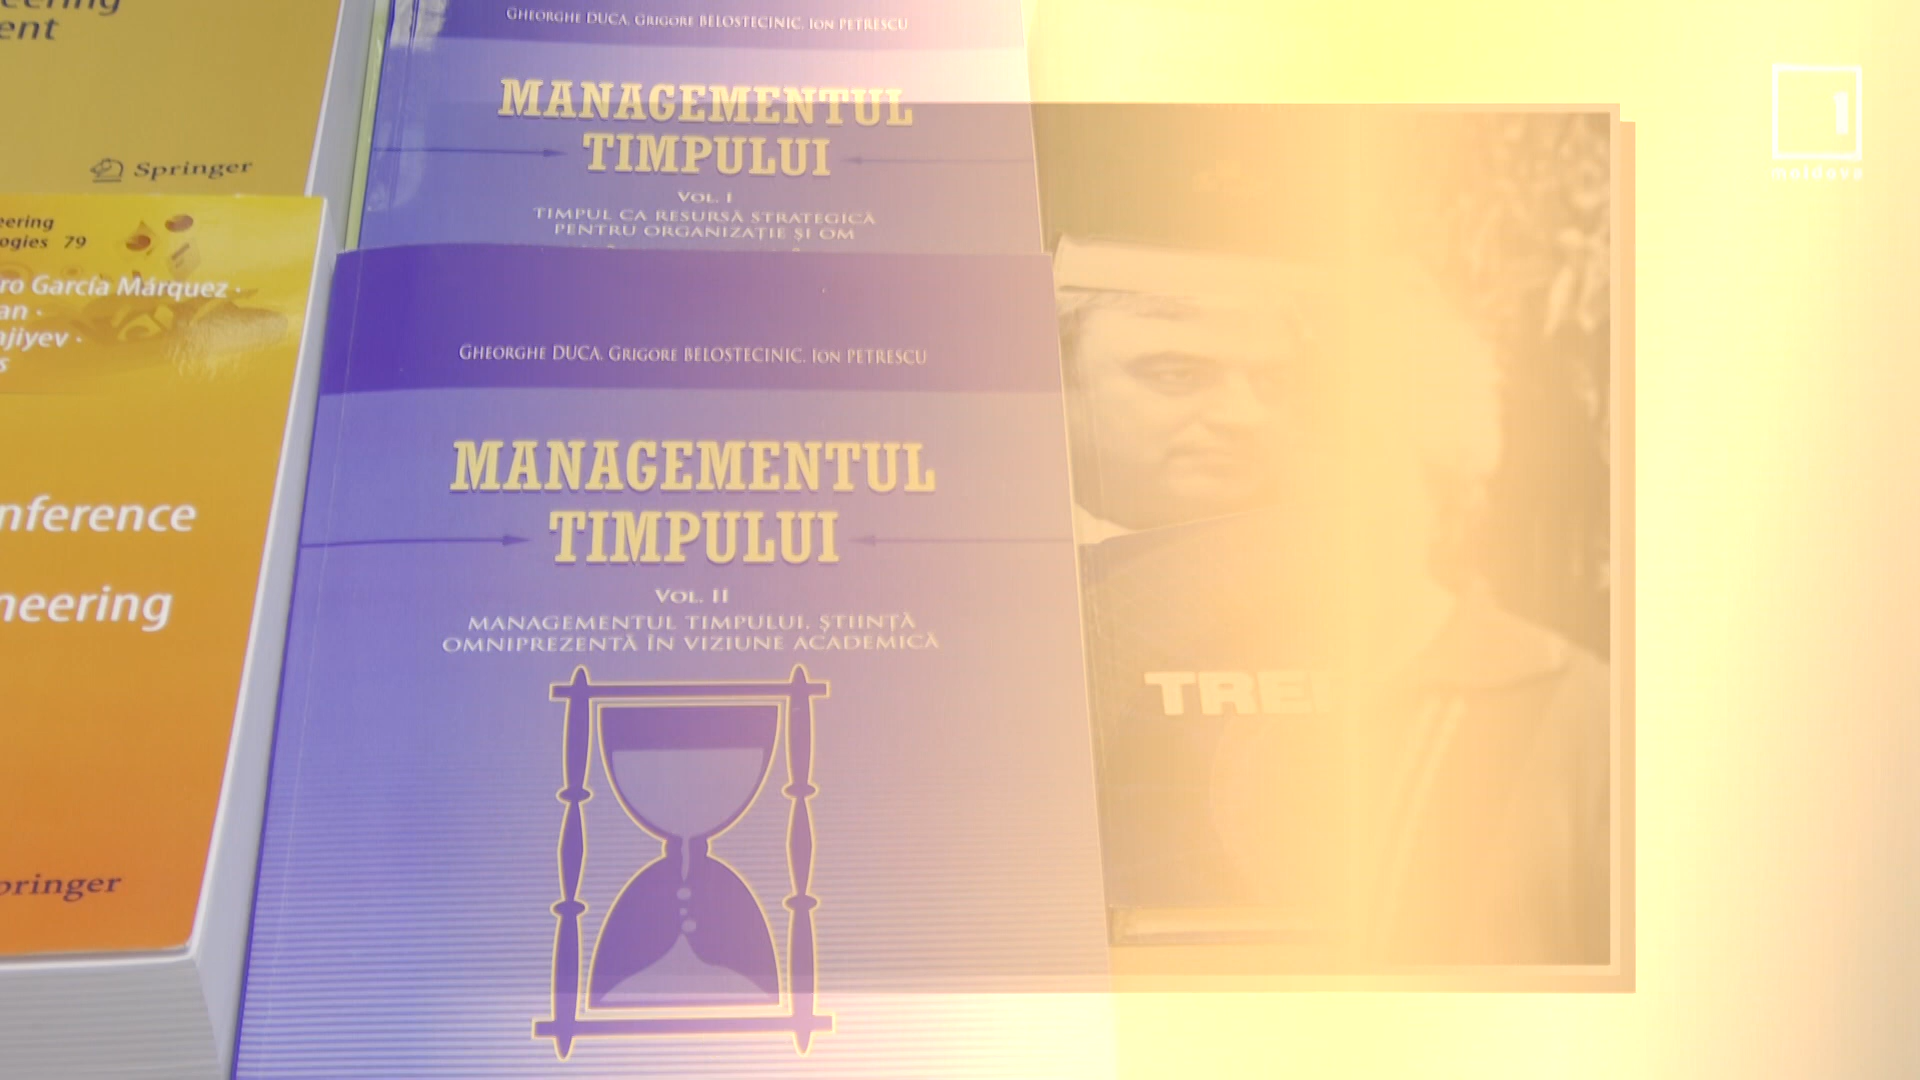 eering
ent
Springer
eering
ogies 79
ro García Márquez ·
an ·
njiyev ·
s
nference
neering
pringer
GHEORGHE DUCA, GRIGORE BELOSTECINIC, ION PETRESCU
MANAGEMENTUL
TIMPULUI
VOL. I
TIMPUL CA RESURSĂ STRATEGICĂ
PENTRU ORGANIZAȚIE ȘI OM
GHEORGHE DUCA, GRIGORE BELOSTECINIC, ION PETRESCU
MANAGEMENTUL
TIMPULUI
VOL. II
MANAGEMENTUL TIMPULUI, ȘTIINȚĂ
OMNIPREZENTĂ ÎN VIZIUNE ACADEMICĂ
TRE
1
moldova